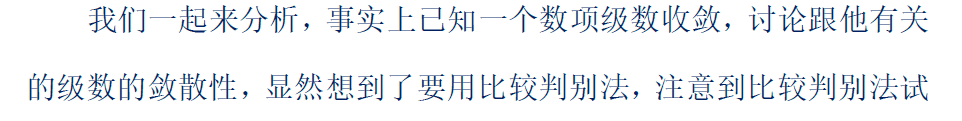 我们一起来分析，事实上已知一个数项级数收敛，讨论跟他有关
的级数的敛散性，显然想到了要用比较判别法，注意到比较判别法试